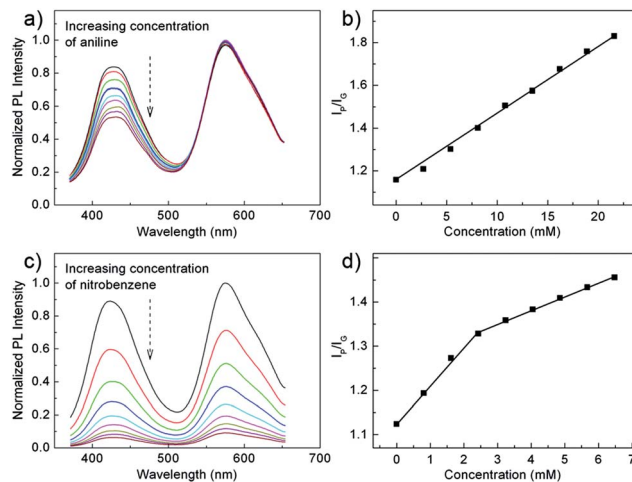 a)
Increasing concentration
of aniline
Normalized PL Intensity
1.0
0.8
0.6
0.4
0.2
0.0
400
500
600
700
Wavelength (nm)
b)
I_P/I_G
1.8
1.6
1.4
1.2
0
5
10
15
20
Concentration (mM)
c)
Increasing concentration
of nitrobenzene
Normalized PL Intensity
1.0
0.8
0.6
0.4
0.2
0.0
400
500
600
700
Wavelength (nm)
d)
I_P/I_G
1.5
1.4
1.3
1.2
1.1
0
1
2
3
4
5
6
7
Concentration (mM)